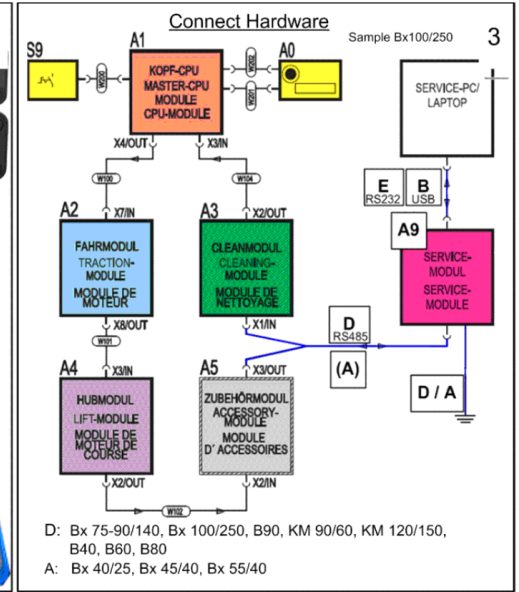 Connect Hardware
Sample Bx100/250
3
S9
A1
A0
KOPF-CPU
MASTER-CPU
MODULE
CPU-MODULE
W200
W202
W201
SERVICE-PC/
LAPTOP
X4/OUT
X3/IN
W100
W104
E
RS232
B
USB
A2
X7/IN
A3
X2/OUT
A9
FAHRMODUL
TRACTION-
MODULE
MODULE DE
MOTEUR
CLEANMODUL
CLEANING-
MODULE
MODULE DE
NETTOYAGE
SERVICE-
MODUL
SERVICE-
MODULE
X8/OUT
X1/IN
W101
D
RS485
(A)
A4
X3/IN
A5
X3/OUT
D / A
HUBMODUL
LIFT-MODULE
MODULE DE
MOTEUR DE
COURSE
ZUBEHÖRMODUL
ACCESSORY-
MODULE
MODULE
D´ACCESSOIRES
X2/OUT
X2/IN
W102
D: Bx 75-90/140, Bx 100/250, B90, KM 90/60, KM 120/150,
B40, B60, B80
A: Bx 40/25, Bx 45/40, Bx 55/40